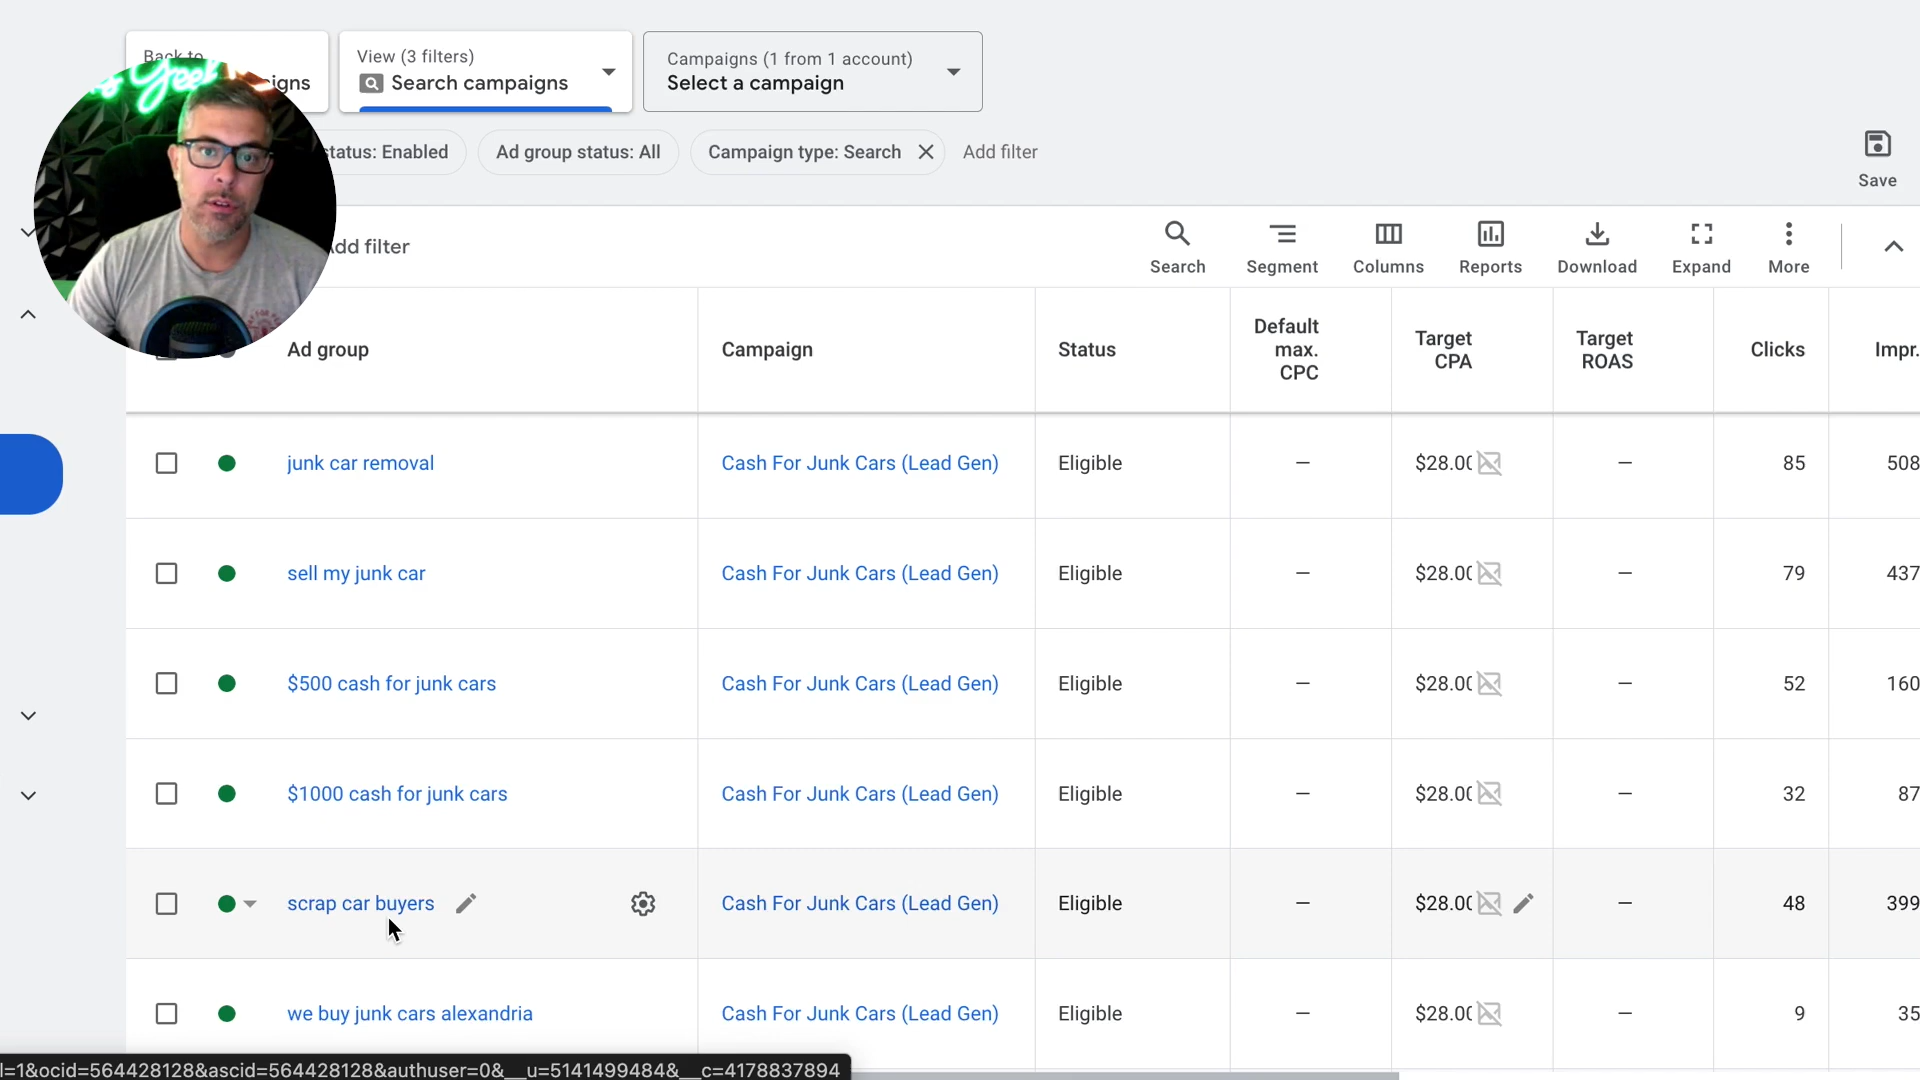 Back to
igns
View (3 filters)
Search campaigns
Campaigns (1 from 1 account)
Select a campaign
Geek
tatus: Enabled
Ad group status: All
Campaign type: Search
Add filter
Save
dd filter
Search
Segment
Columns
Reports
Download
Expand
More
Ad group
Campaign
Status
Default max. CPC
Target CPA
Target ROAS
Clicks
Impr.
junk car removal Cash For Junk Cars (Lead Gen) Eligible — $28.00 — 85 508
sell my junk car Cash For Junk Cars (Lead Gen) Eligible — $28.00 — 79 437
$500 cash for junk cars Cash For Junk Cars (Lead Gen) Eligible — $28.00 — 52 160
$1000 cash for junk cars Cash For Junk Cars (Lead Gen) Eligible — $28.00 — 32 87
scrap car buyers Cash For Junk Cars (Lead Gen) Eligible — $28.00 — 48 399
we buy junk cars alexandria Cash For Junk Cars (Lead Gen) Eligible — $28.00 — 9 35
l=1&ocid=564428128&ascid=564428128&authuser=0&__u=5141499484&__c=4178837894